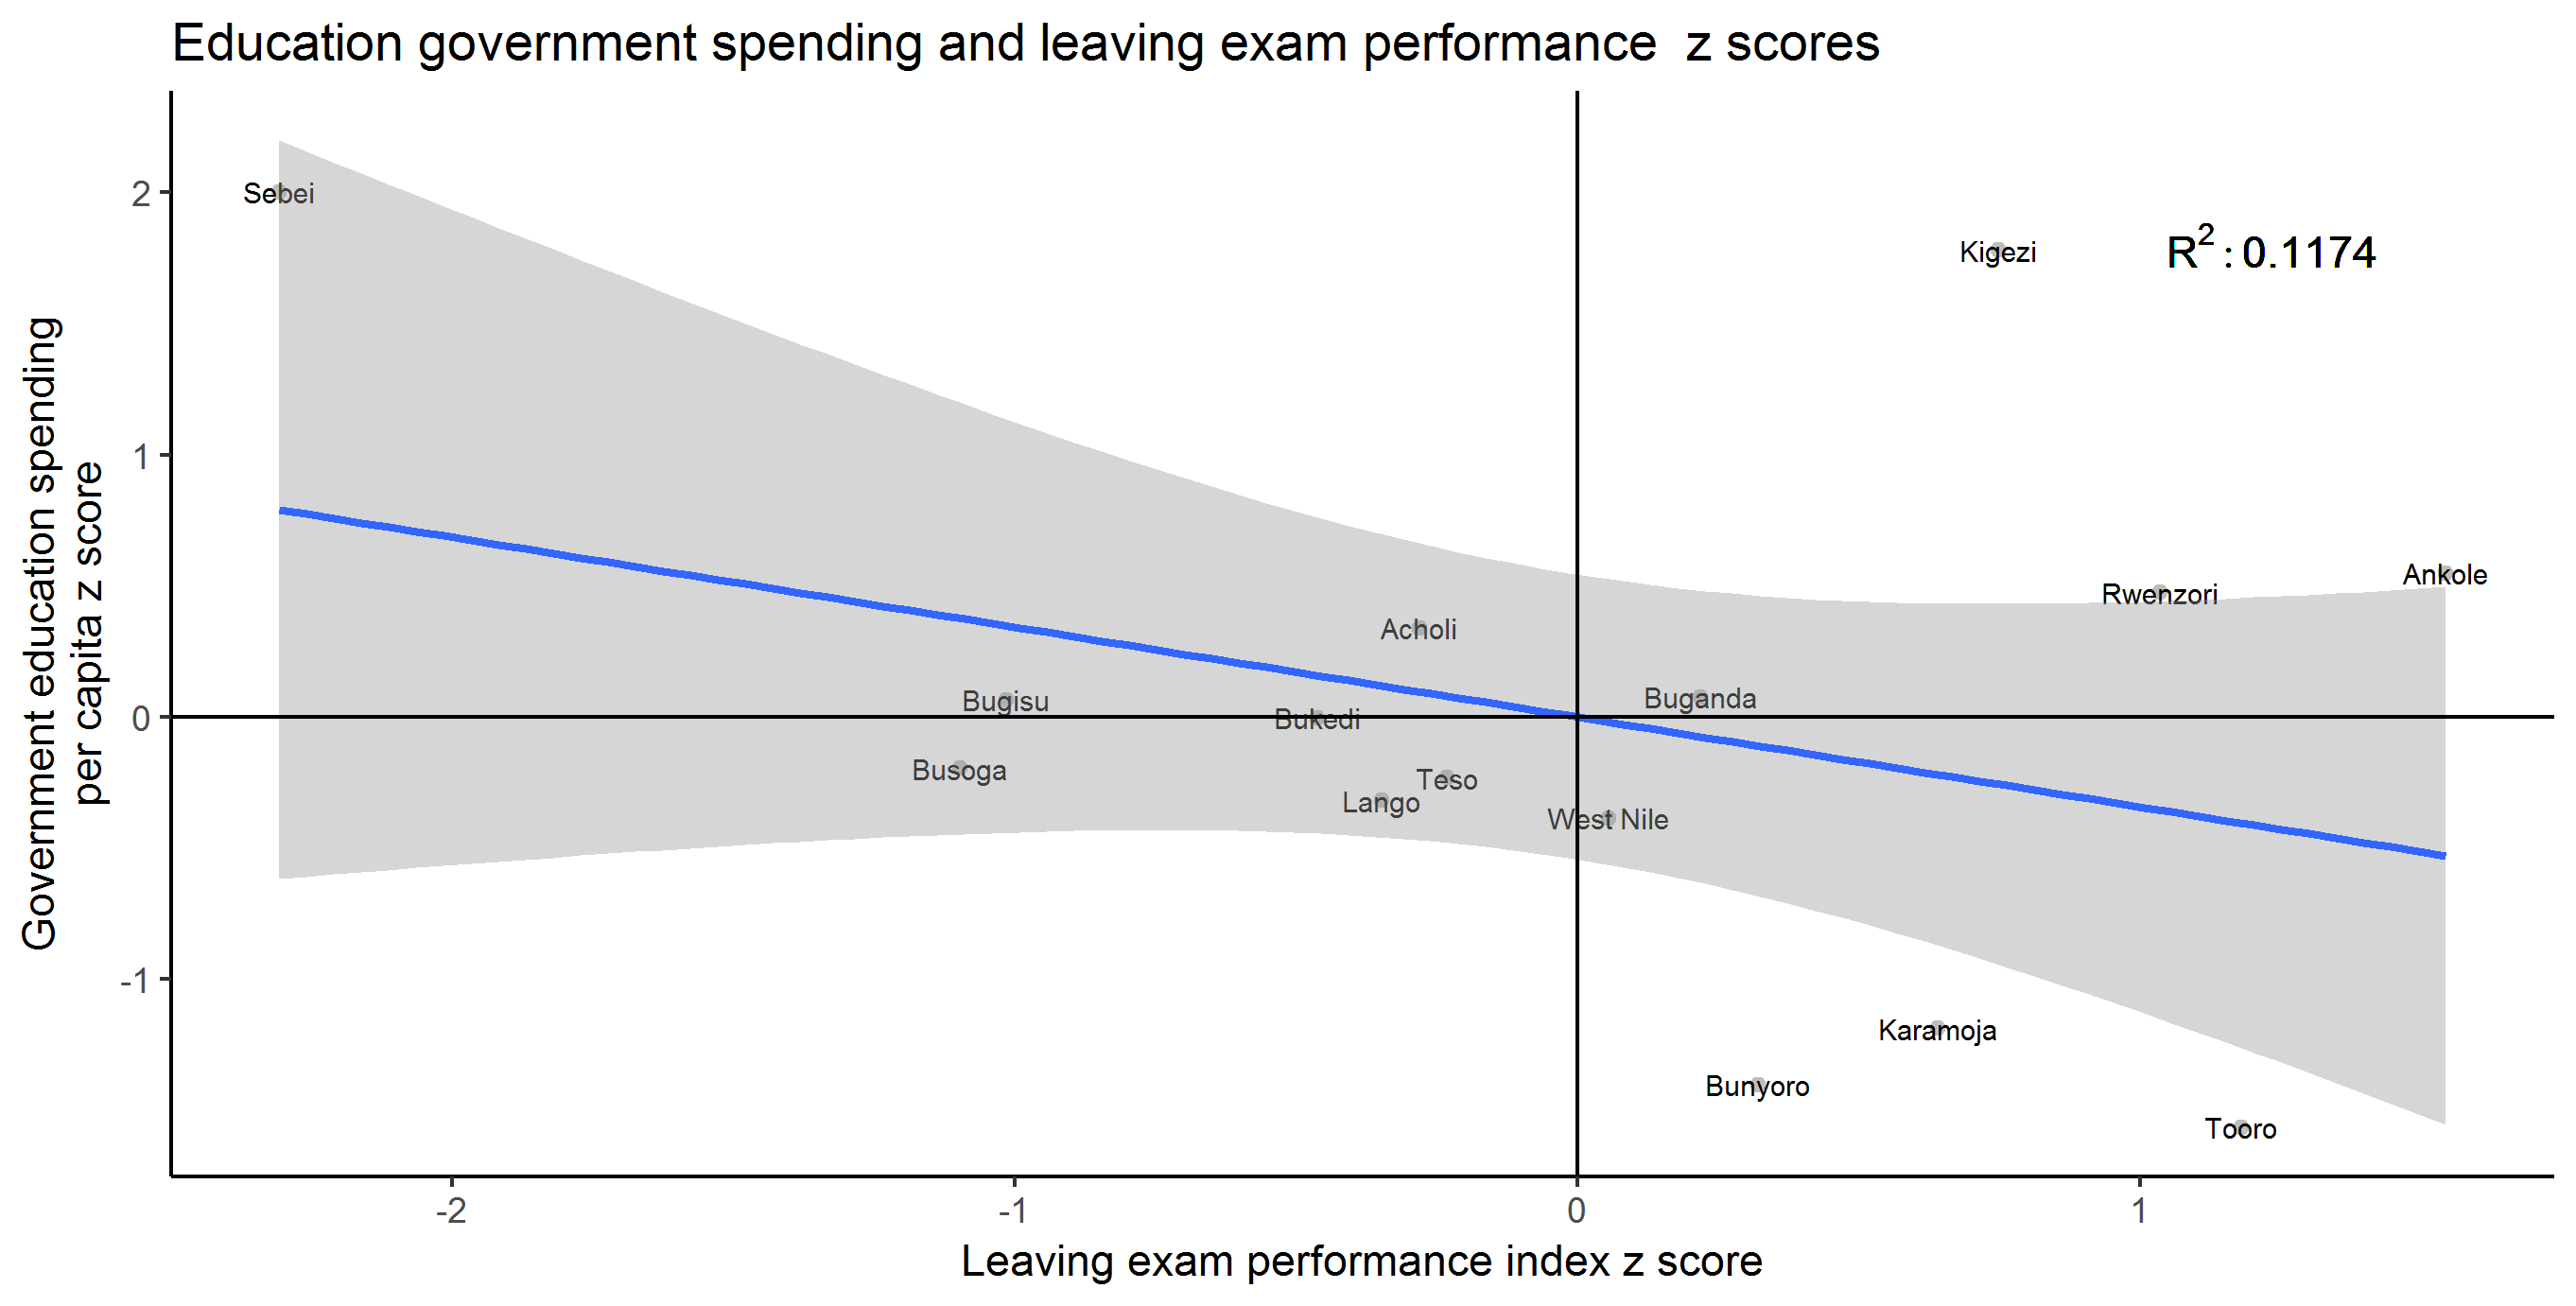 Education government spending and leaving exam performance  z scores
Government education spending
per capita z score
2
1
0
-1
Sebei
Kigezi
R2 : 0.1174
Ankole
Rwenzori
Acholi
Bugisu
Buganda
Bukedi
Busoga
Teso
Lango
West Nile
Karamoja
Bunyoro
Tooro
-2
-1
0
1
Leaving exam performance index z score